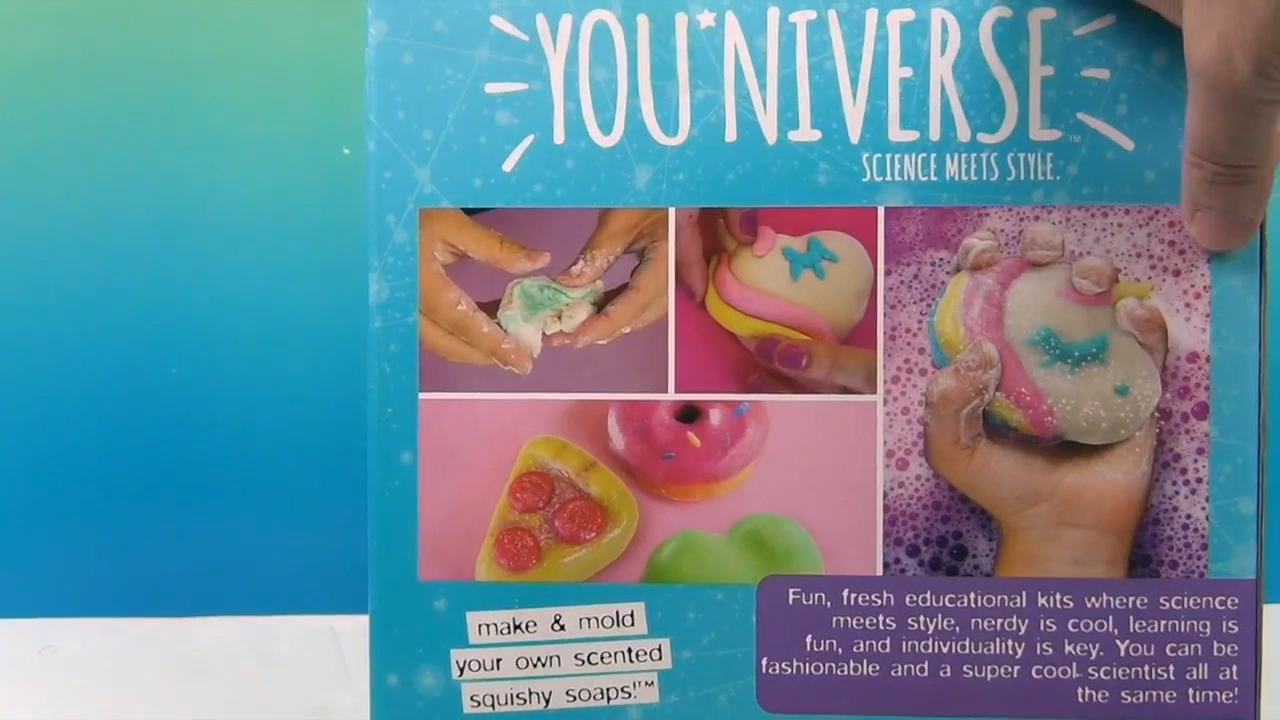 YOU*NIVERSE™
SCIENCE MEETS STYLE.
make & mold
your own scented
squishy soaps!™
Fun, fresh educational kits where science
meets style, nerdy is cool, learning is
fun, and individuality is key. You can be
fashionable and a super cool scientist all at
the same time!